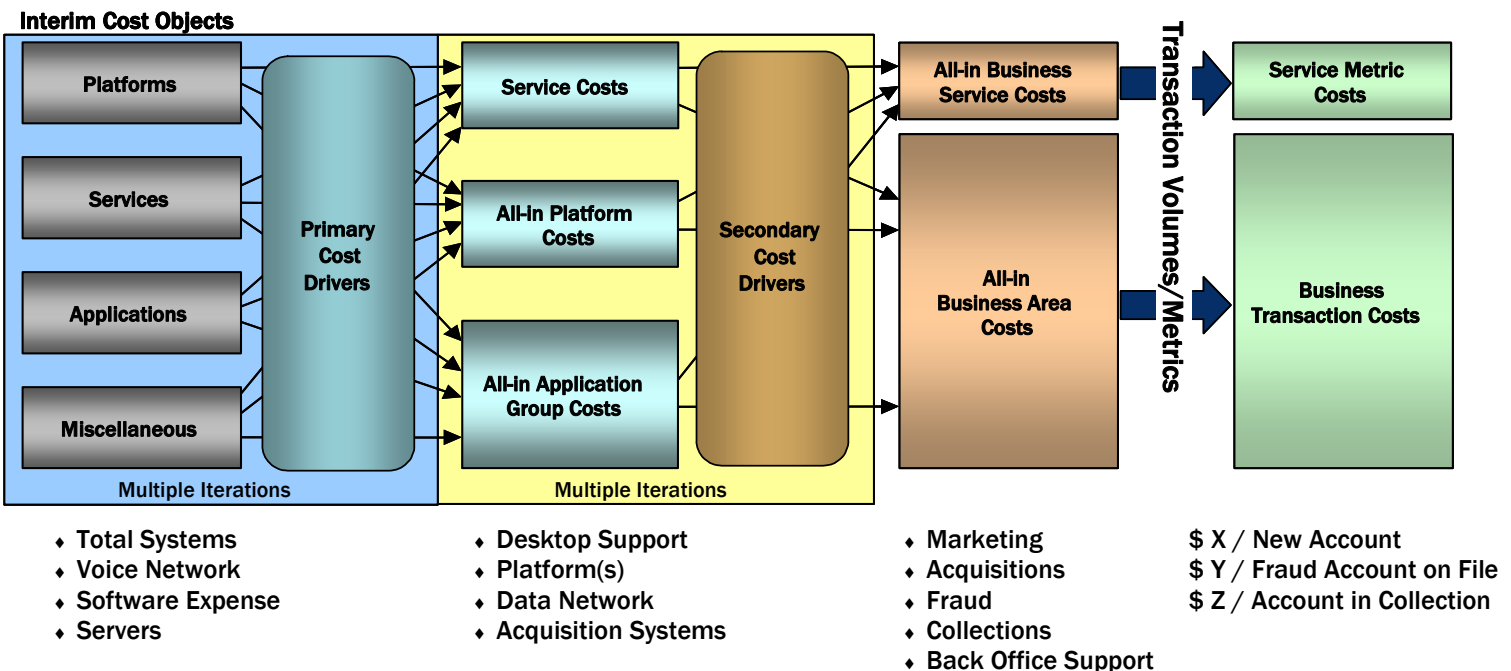 Interim Cost Objects
Platforms
Services
Applications
Miscellaneous
Primary
Cost
Drivers
Multiple Iterations
Service Costs
All-in Platform
Costs
All-in Application
Group Costs
Secondary
Cost
Drivers
Multiple Iterations
All-in Business
Service Costs
All-in
Business Area
Costs
Transaction Volumes/Metrics
Service Metric
Costs
Business
Transaction Costs
♦ Total Systems
♦ Voice Network
♦ Software Expense
♦ Servers
♦ Desktop Support
♦ Platform(s)
♦ Data Network
♦ Acquisition Systems
♦ Marketing
♦ Acquisitions
♦ Fraud
♦ Collections
♦ Back Office Support
$ X / New Account
$ Y / Fraud Account on File
$ Z / Account in Collection